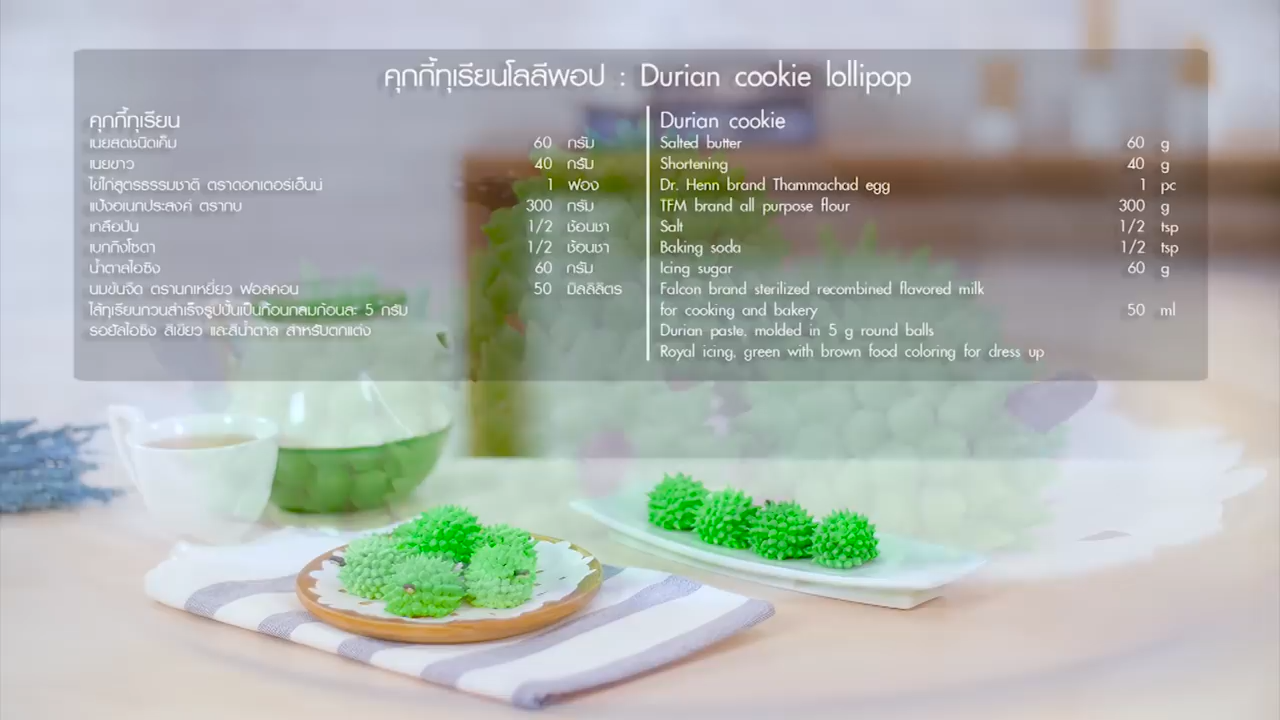 คุกกี้ทุเรียนโลลีพอป : Durian cookie lollipop
คุกกี้ทุเรียน
เนยสดชนิดเค็ม 60 กรัม
เนยขาว 40 กรัม
ไข่ไก่สูตรธรรมชาติ ตราดอกเตอร์เฮ็นน์ 1 ฟอง
แป้งอเนกประสงค์ ตรากบ 300 กรัม
เกลือป่น 1/2 ช้อนชา
เบกกิ้งโซดา 1/2 ช้อนชา
น้ำตาลไอซิง 60 กรัม
นมข้นจืด ตรานกเหยี่ยว ฟอลคอน 50 มิลลิลิตร
ไส้ทุเรียนกวนสำเร็จรูปปั้นเป็นก้อนกลมก้อนละ 5 กรัม
รอยัลไอซิง สีเขียว และสีน้ำตาล สำหรับตกแต่ง
Durian cookie
Salted butter 60 g
Shortening 40 g
Dr. Henn brand Thammachad egg 1 pc
TFM brand all purpose flour 300 g
Salt 1/2 tsp
Baking soda 1/2 tsp
Icing sugar 60 g
Falcon brand sterilized recombined flavored milk
for cooking and bakery 50 ml
Durian paste, molded in 5 g round balls
Royal icing, green with brown food coloring for dress up